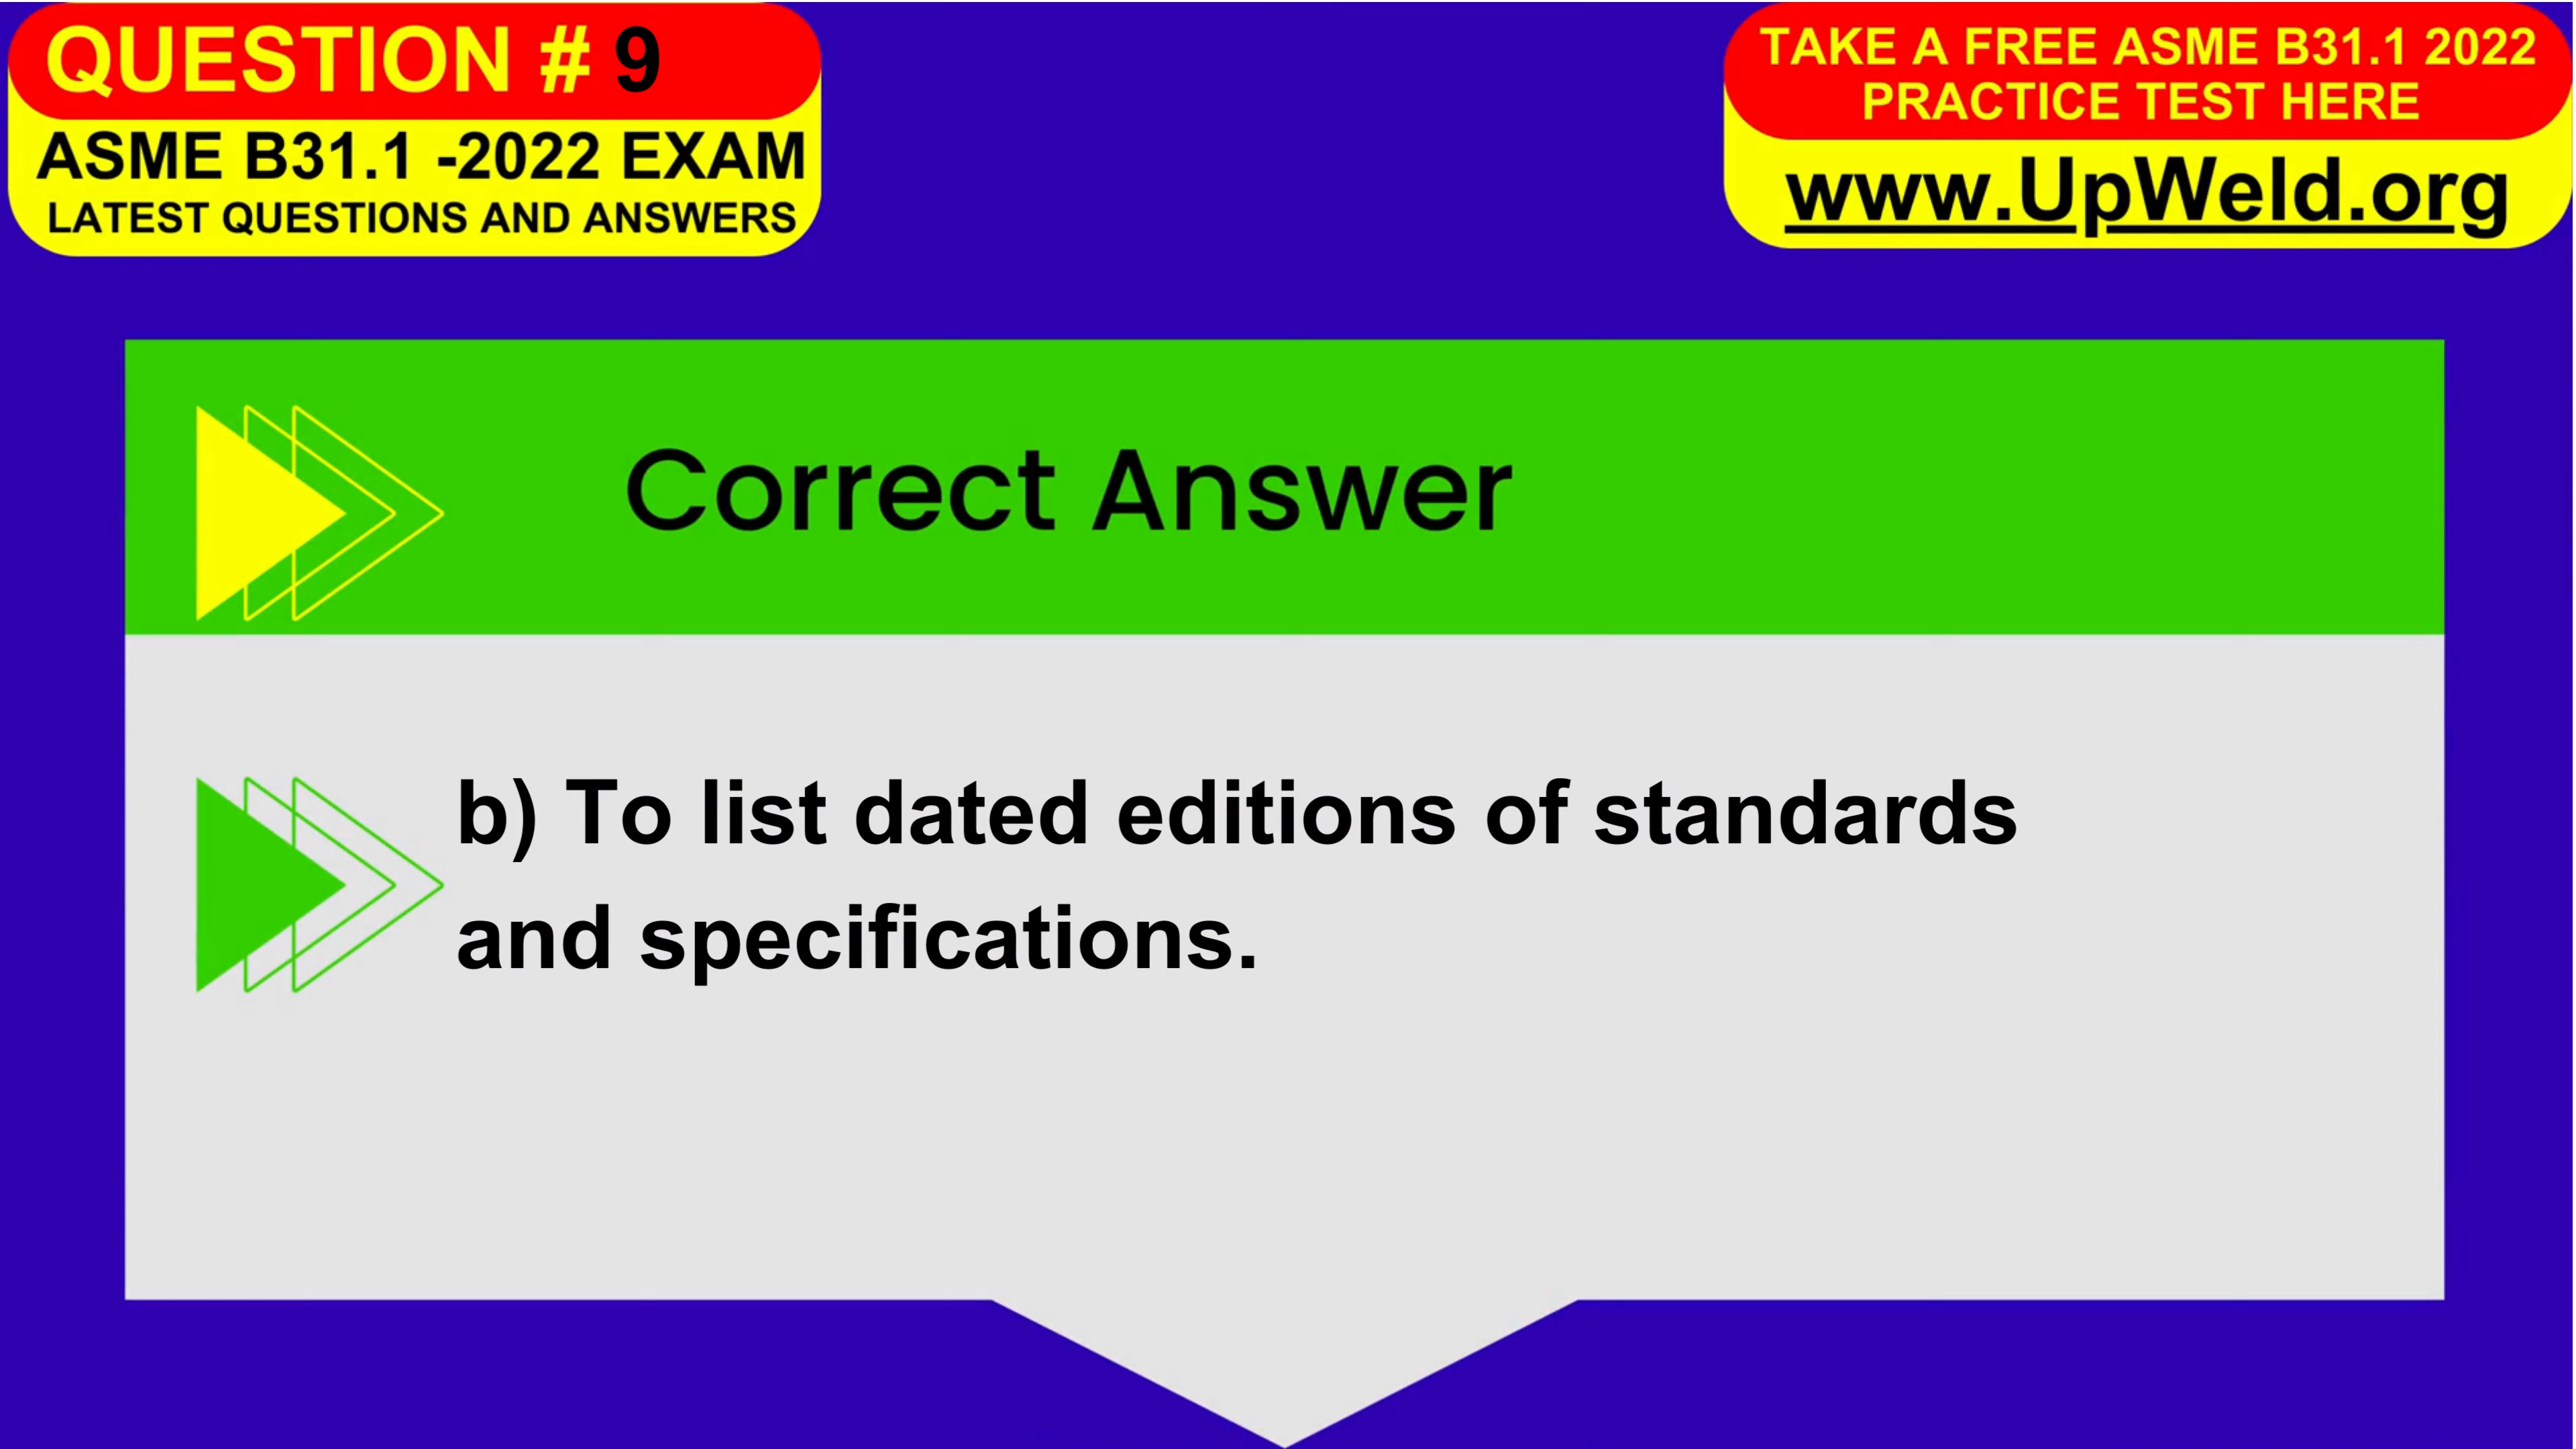 QUESTION # 9
ASME B31.1 -2022 EXAM
LATEST QUESTIONS AND ANSWERS
TAKE A FREE ASME B31.1 2022
PRACTICE TEST HERE
www.UpWeld.org
Correct Answer
b) To list dated editions of standards
and specifications.